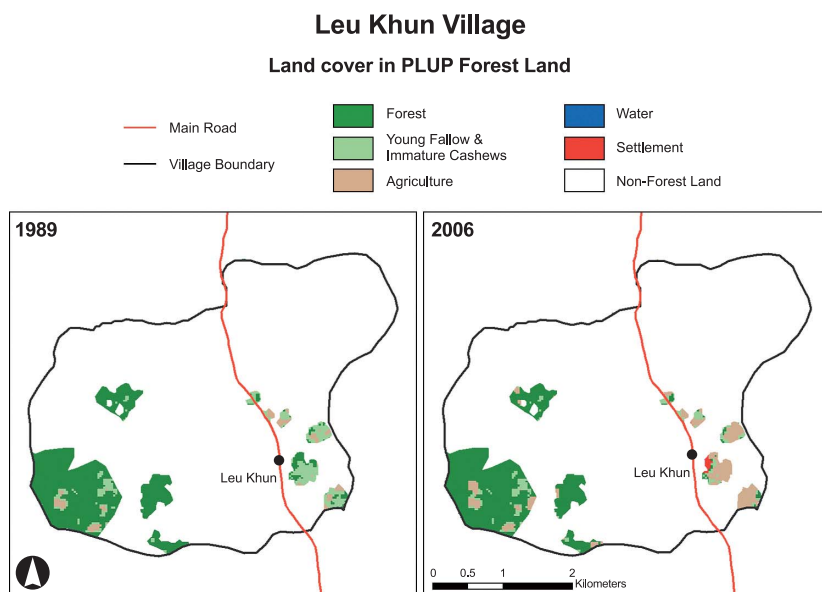 Leu Khun Village
Land cover in PLUP Forest Land
Main Road
Village Boundary
Forest
Young Fallow &
Immature Cashews
Agriculture
Water
Settlement
Non-Forest Land
1989
Leu Khun
2006
Leu Khun
0 0.5 1 2
Kilometers